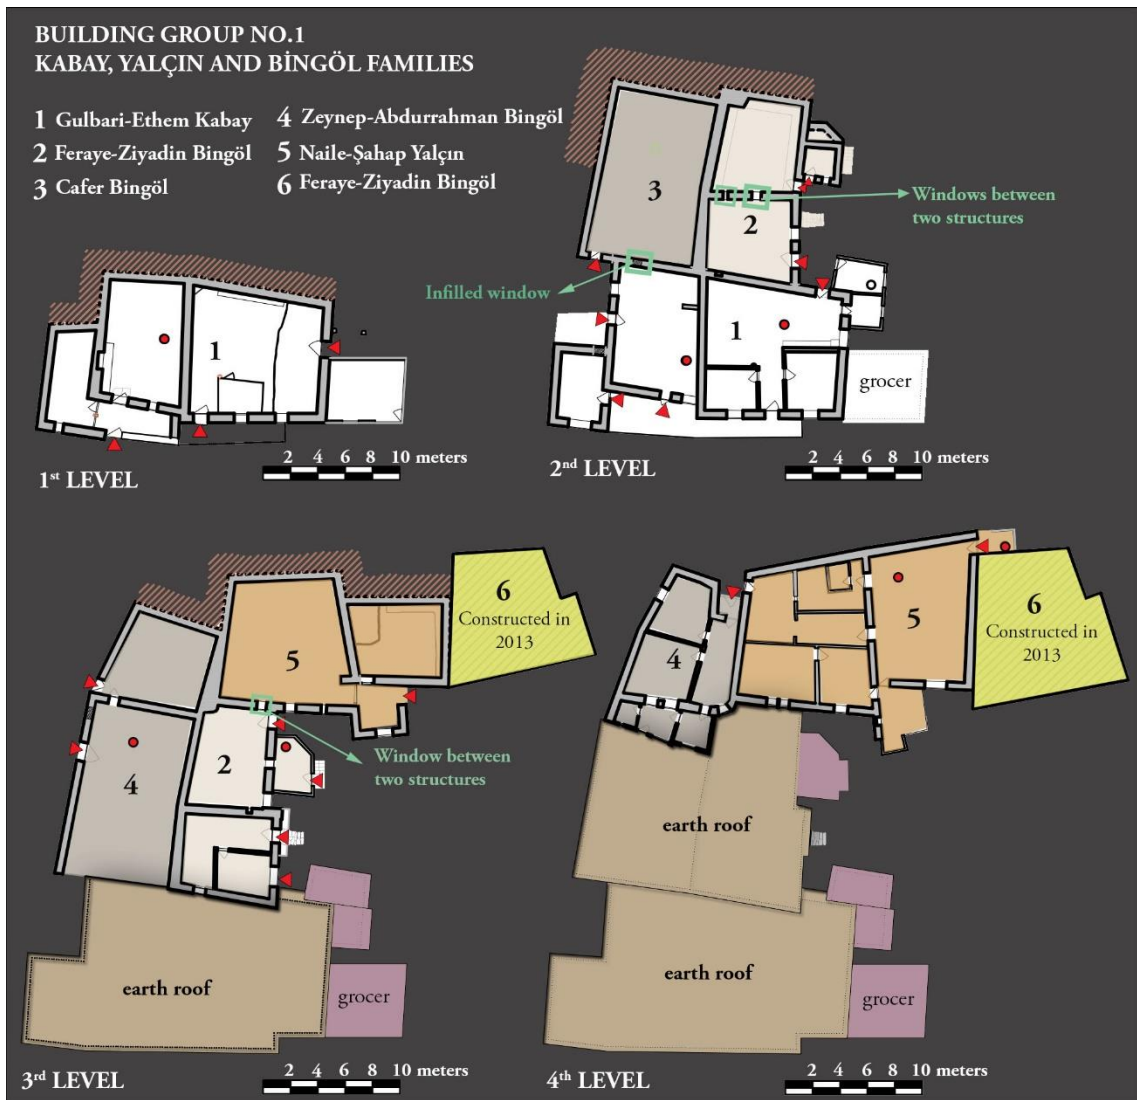 BUILDING GROUP NO.1
KABAY, YALÇIN AND BİNGÖL FAMILIES
1 Gulbari-Ethem Kabay
2 Feraye-Ziyadin Bingöl
3 Cafer Bingöl
4 Zeynep-Abdurrahman Bingöl
5 Naile-Şahap Yalçın
6 Feraye-Ziyadin Bingöl
1
2 4 6 8 10 meters
1st LEVEL
3
2
Windows between
two structures
Infilled window
1
grocer
2 4 6 8 10 meters
2nd LEVEL
6
Constructed in
2013
5
Window between
two structures
2
4
earth roof
grocer
2 4 6 8 10 meters
3rd LEVEL
5
6
Constructed in
2013
4
earth roof
earth roof
grocer
2 4 6 8 10 meters
4th LEVEL